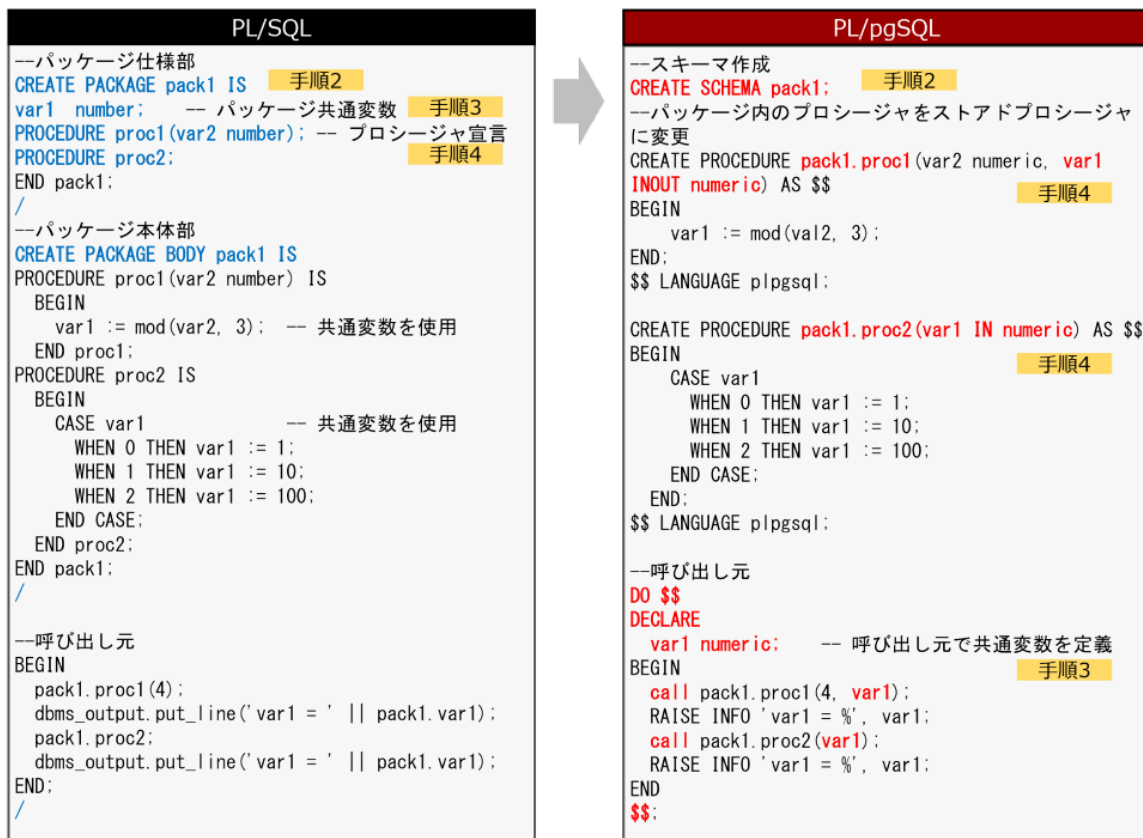 PL/SQL
--パッケージ仕様部
CREATE PACKAGE pack1 IS 手順2
var1 number; -- パッケージ共通変数 手順3
PROCEDURE proc1(var2 number); -- プロシージャ宣言
PROCEDURE proc2; 手順4
END pack1;
/
--パッケージ本体部
CREATE PACKAGE BODY pack1 IS
PROCEDURE proc1(var2 number) IS
BEGIN
var1 := mod(var2, 3); -- 共通変数を使用
END proc1;
PROCEDURE proc2 IS
BEGIN
CASE var1 -- 共通変数を使用
WHEN 0 THEN var1 := 1;
WHEN 1 THEN var1 := 10;
WHEN 2 THEN var1 := 100;
END CASE;
END proc2;
END pack1;
/
--呼び出し元
BEGIN
pack1.proc1(4);
dbms_output.put_line('var1 = ' || pack1.var1);
pack1.proc2;
dbms_output.put_line('var1 = ' || pack1.var1);
END;
/
PL/pgSQL
--スキーマ作成
CREATE SCHEMA pack1; 手順2
--パッケージ内のプロシージャをストアドプロシージャ
に変更
CREATE PROCEDURE pack1.proc1(var2 numeric, var1
INOUT numeric) AS $$
手順4
BEGIN
var1 := mod(val2, 3);
END;
$$ LANGUAGE plpgsql;
CREATE PROCEDURE pack1.proc2(var1 IN numeric) AS $$
BEGIN 手順4
CASE var1
WHEN 0 THEN var1 := 1;
WHEN 1 THEN var1 := 10;
WHEN 2 THEN var1 := 100;
END CASE;
END;
$$ LANGUAGE plpgsql;
--呼び出し元
DO $$
DECLARE
var1 numeric; -- 呼び出し元で共通変数を定義
BEGIN 手順3
call pack1.proc1(4, var1);
RAISE INFO 'var1 = %', var1;
call pack1.proc2(var1);
RAISE INFO 'var1 = %', var1;
END
$$;